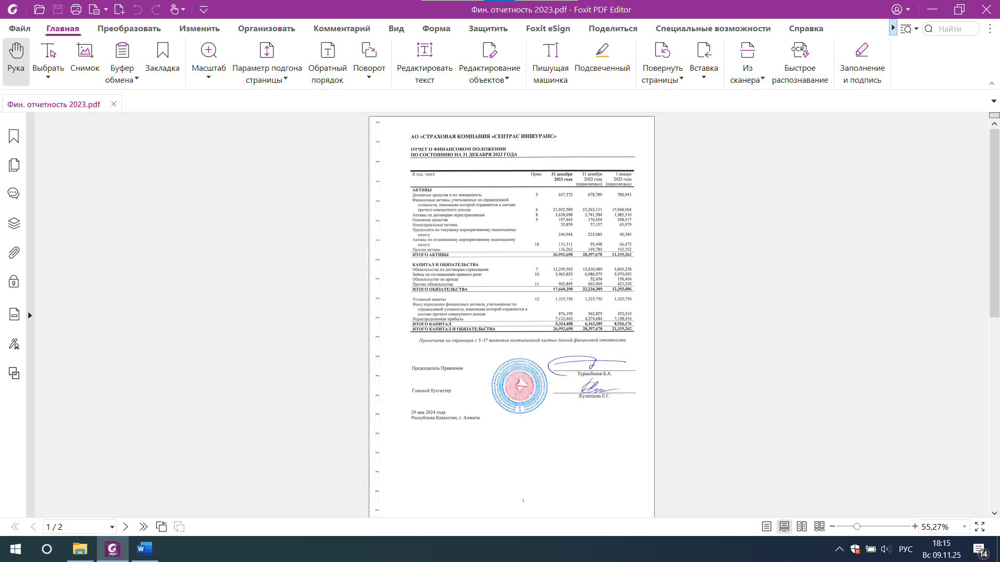 Фин. отчетность 2023.pdf - Foxit PDF Editor
Файл Главная Преобразовать Изменить Организовать Комментарий Вид Форма Защитить Foxit eSign Поделиться Специальные возможности Справка Найти
Рука Выбрать Снимок Буфер обмена Закладка Масштаб Параметр подгона страницы Обратный порядок Поворот Редактировать текст Редактирование объектов Пишущая машинка Подсвеченный Повернуть страницы Вставка Из сканера Быстрое распознавание Заполнение и подпись
Фин. отчетность 2023.pdf
АО «СТРАХОВАЯ КОМПАНИЯ «СЕНТРАС ИНШУРАНС»
ОТЧЕТ О ФИНАНСОВОМ ПОЛОЖЕНИИ
ПО СОСТОЯНИЮ НА 31 ДЕКАБРЯ 2023 ГОДА
В тыс. тенге Прим. 31 декабря 31 декабря 1 января
2023 года 2022 года 2022 года
(пересчитано) (пересчитано)
АКТИВЫ
Денежные средства и их эквиваленты 5 647,372 678,789 780,943
Финансовые активы, учитываемые по справедливой
стоимости, изменения которой отражаются в составе
прочего совокупного дохода 6 21,942,589 23,263,131 17,968,004
Активы по договорам перестрахования 8 3,638,698 3,741,584 1,985,510
Основные средства 9 197,463 176,654 308,417
Нематериальные активы 55,859 57,157 65,979
Предоплата по текущему корпоративному подоходному
налогу 240,944 235,085 40,385
Активы по отложенному корпоративному подоходному
налогу 18 133,511 95,498 66,472
Прочие активы 136,262 149,780 103,552
ИТОГО АКТИВЫ 26,992,698 28,397,678 21,319,262
КАПИТАЛ И ОБЯЗАТЕЛЬСТВА
Обязательства по договорам страхования 7 13,299,592 15,430,989 5,845,258
Займы по соглашениям прямого репо 10 3,465,853 6,086,975 5,970,092
Обязательство по аренде – 52,456 156,406
Прочие обязательства 11 902,845 663,969 421,330
ИТОГО ОБЯЗАТЕЛЬСТВА 17,668,290 22,234,389 12,393,086
Уставный капитал 12 1,325,750 1,325,750 1,325,750
Фонд переоценки финансовых активов, учитываемые по
справедливой стоимости, изменения которой отражаются в
составе прочего совокупного дохода 876,195 562,855 452,010
Нераспределенная прибыль 7,122,463 4,274,684 7,148,416
ИТОГО КАПИТАЛ 9,324,408 6,163,289 8,926,176
ИТОГО КАПИТАЛ И ОБЯЗАТЕЛЬСТВА 26,992,698 28,397,678 21,319,262
Примечания на страницах с 5–57 являются неотъемлемой частью данной финансовой отчетности.
Председатель Правления
Турысбеков Б.А.
Главный бухгалтер
Кузнецова Е.Г.
29 мая 2024 года
Республика Казахстан, г. Алматы
1
1 / 2 55,27%
W PDF РУС 18:15
Вс 09.11.25 14